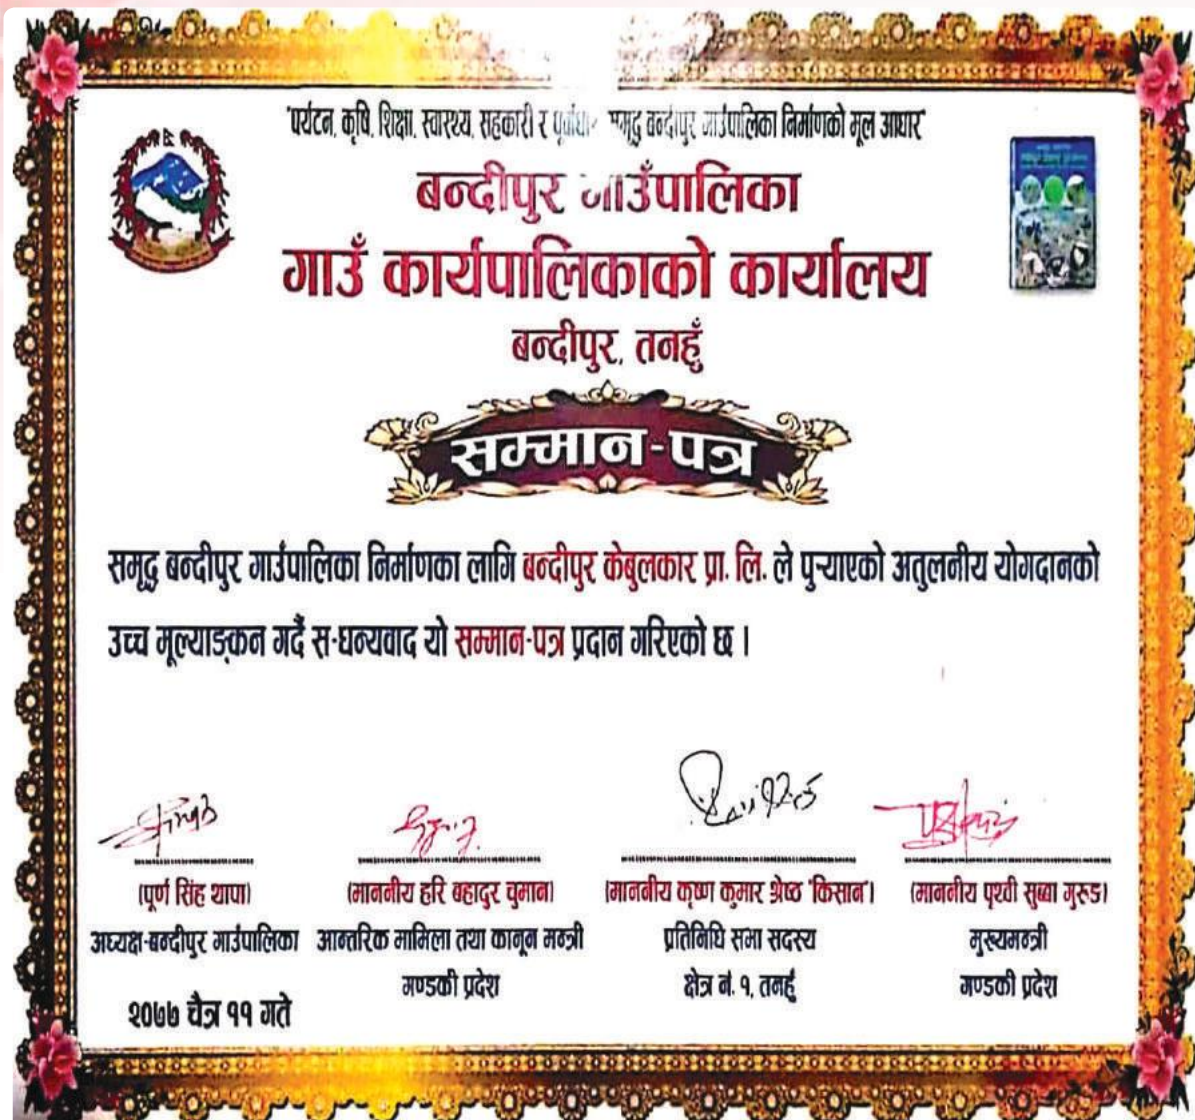 "पर्यटन, कृषि, शिक्षा, स्वास्थ्य, सहकारी र पूर्वाधार समृद्ध बन्दीपुर गाउँपालिका निर्माणको मूल आधार"
बन्दीपुर गाउँपालिका
गाउँ कार्यपालिकाको कार्यालय
बन्दीपुर, तनहुँ
सम्मान-पत्र
समृद्ध बन्दीपुर गाउँपालिका निर्माणका लागि बन्दीपुर केबुलकार प्रा. लि. ले पुऱ्याएको अतुलनीय योगदानको
उच्च मूल्याङ्कन गर्दै स-धन्यवाद यो सम्मान-पत्र प्रदान गरिएको छ ।
(पूर्ण सिंह थापा) (माननीय हरि बहादुर चुमान) (माननीय कृष्ण कुमार श्रेष्ठ 'किसान') (माननीय पृथ्वी सुब्बा गुरुङ)
अध्यक्ष-बन्दीपुर गाउँपालिका आन्तरिक मामिला तथा कानून मन्त्री प्रतिनिधि सभा सदस्य मुख्यमन्त्री
गण्डकी प्रदेश क्षेत्र नं. १, तनहुँ गण्डकी प्रदेश
२०७७ चैत्र ११ गते